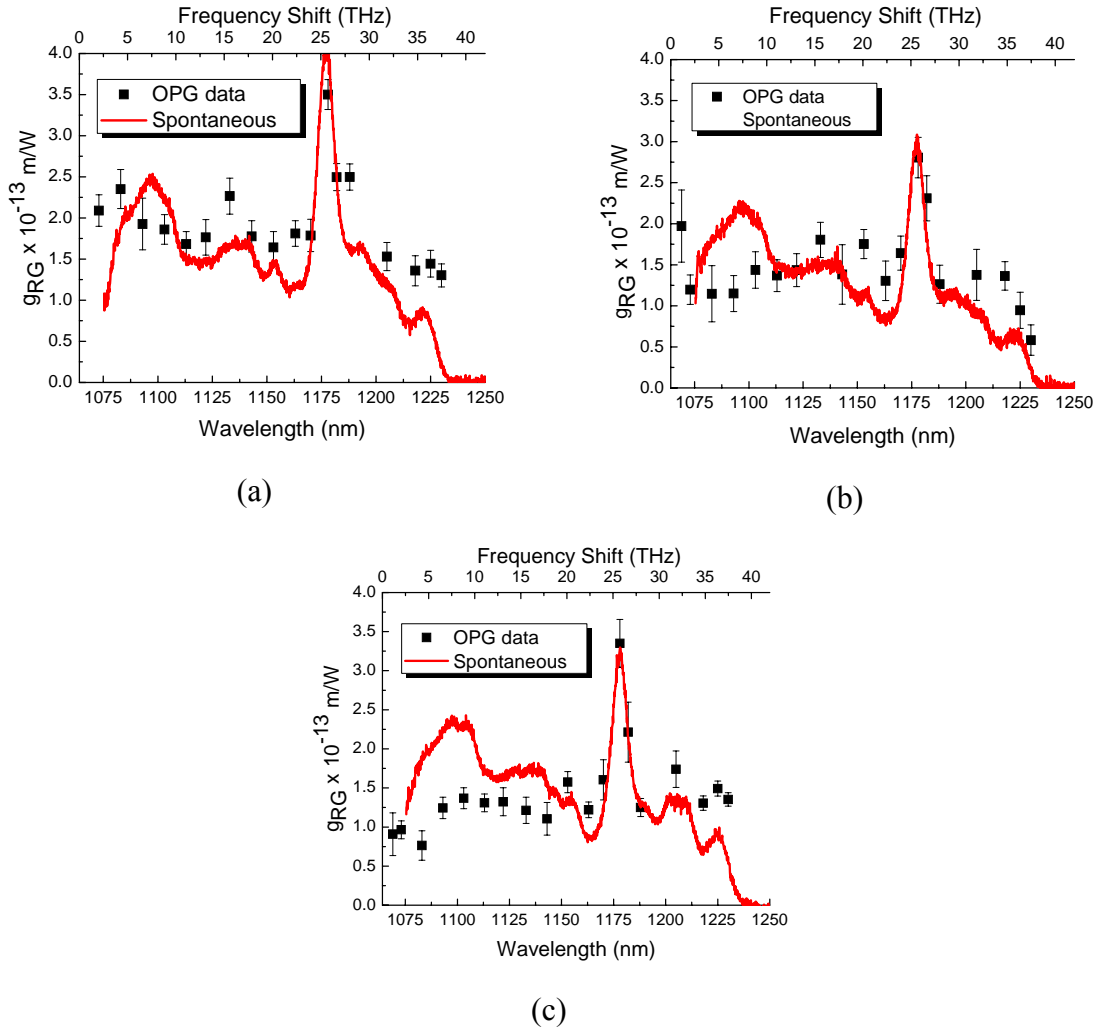 Frequency Shift (THz)
0 5 10 15 20 25 30 35 40
4.0
3.5
3.0
2.5
2.0
1.5
1.0
0.5
0.0
OPG data
Spontaneous
gRG x 10-13 m/W
1075 1100 1125 1150 1175 1200 1225 1250
Wavelength (nm)
(a)
Frequency Shift (THz)
0 5 10 15 20 25 30 35 40
4.0
3.5
3.0
2.5
2.0
1.5
1.0
0.5
0.0
OPG data
Spontaneous
gRG x 10-13 m/W
1075 1100 1125 1150 1175 1200 1225 1250
Wavelength (nm)
(b)
Frequency Shift (THz)
0 5 10 15 20 25 30 35 40
4.0
3.5
3.0
2.5
2.0
1.5
1.0
0.5
0.0
OPG data
Spontaneous
gRG x 10-13 m/W
1075 1100 1125 1150 1175 1200 1225 1250
Wavelength (nm)
(c)